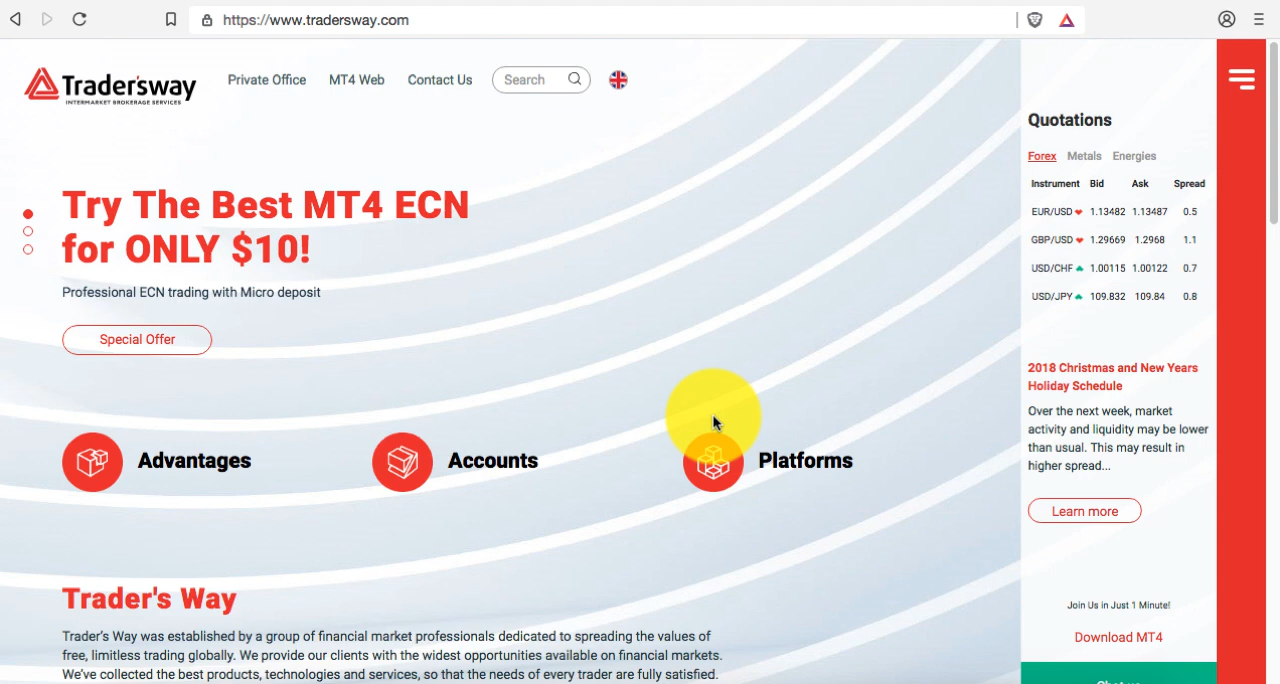 https://www.tradersway.com
Trader'sway
INTERMARKET BROKERAGE SERVICES
Private Office
MT4 Web
Contact Us
Search
Try The Best MT4 ECN
for ONLY $10!
Professional ECN trading with Micro deposit
Special Offer
Advantages
Accounts
Platforms
Trader's Way
Trader's Way was established by a group of financial market professionals dedicated to spreading the values of
free, limitless trading globally. We provide our clients with the widest opportunities available on financial markets.
We've collected the best products, technologies and services, so that the needs of every trader are fully satisfied.
Quotations
Forex Metals Energies
Instrument Bid Ask Spread
EUR/USD 1.13482 1.13487 0.5
GBP/USD 1.29669 1.2968 1.1
USD/CHF 1.00115 1.00122 0.7
USD/JPY 109.832 109.84 0.8
2018 Christmas and New Years
Holiday Schedule
Over the next week, market
activity and liquidity may be lower
than usual. This may result in
higher spread...
Learn more
Join Us in Just 1 Minute!
Download MT4